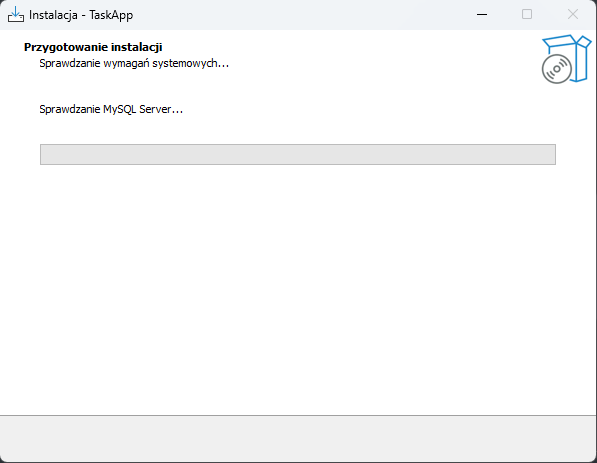 Instalacja - TaskApp
Przygotowanie instalacji
Sprawdzanie wymagań systemowych...
Sprawdzanie MySQL Server...